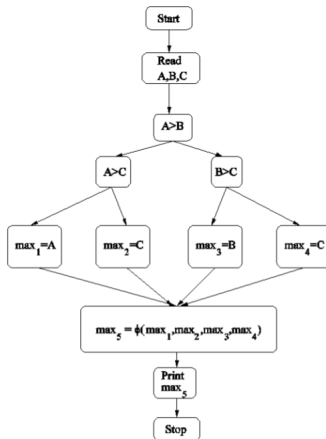 Start
Read
A,B,C
A>B
A>C B>C
max1=A max2=C max3=B max4=C
max5 = ϕ(max1,max2,max3,max4)
Print
max5
Stop